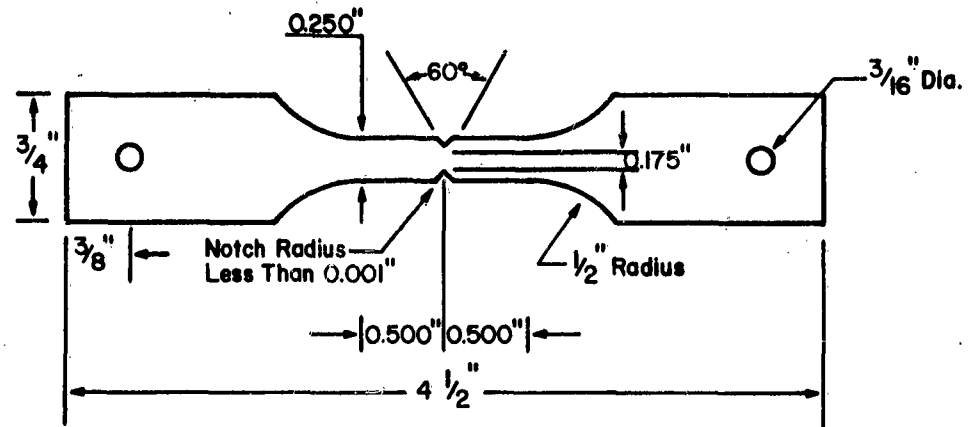 0.250"
60°
3/16" Dia.
3/4"
0.175"
3/8"
Notch Radius
Less Than 0.001"
1/2" Radius
0.500" 0.500"
4 1/2"